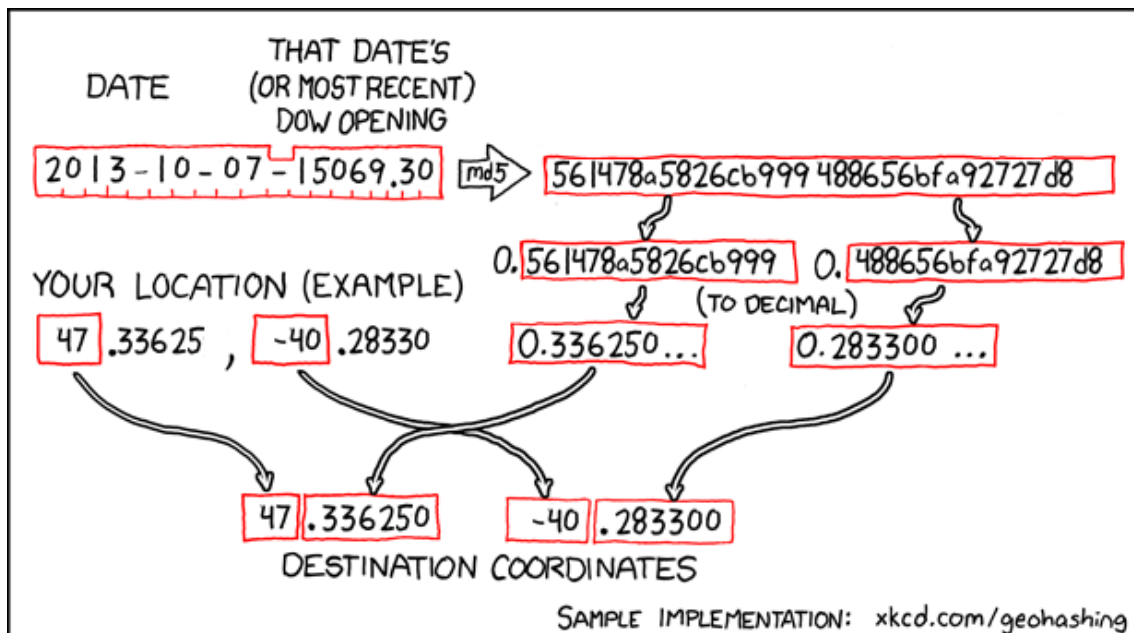 DATE
THAT DATE'S
(OR MOST RECENT)
DOW OPENING
2013-10-07-15069.30
md5
561478a5826cb999488656bfa92727d8
0.561478a5826cb999
0.488656bfa92727d8
(TO DECIMAL)
0.336250...
0.283300 ...
YOUR LOCATION (EXAMPLE)
47.33625, -40.28330
47.336250 -40.283300
DESTINATION COORDINATES
SAMPLE IMPLEMENTATION: xkcd.com/geohashing